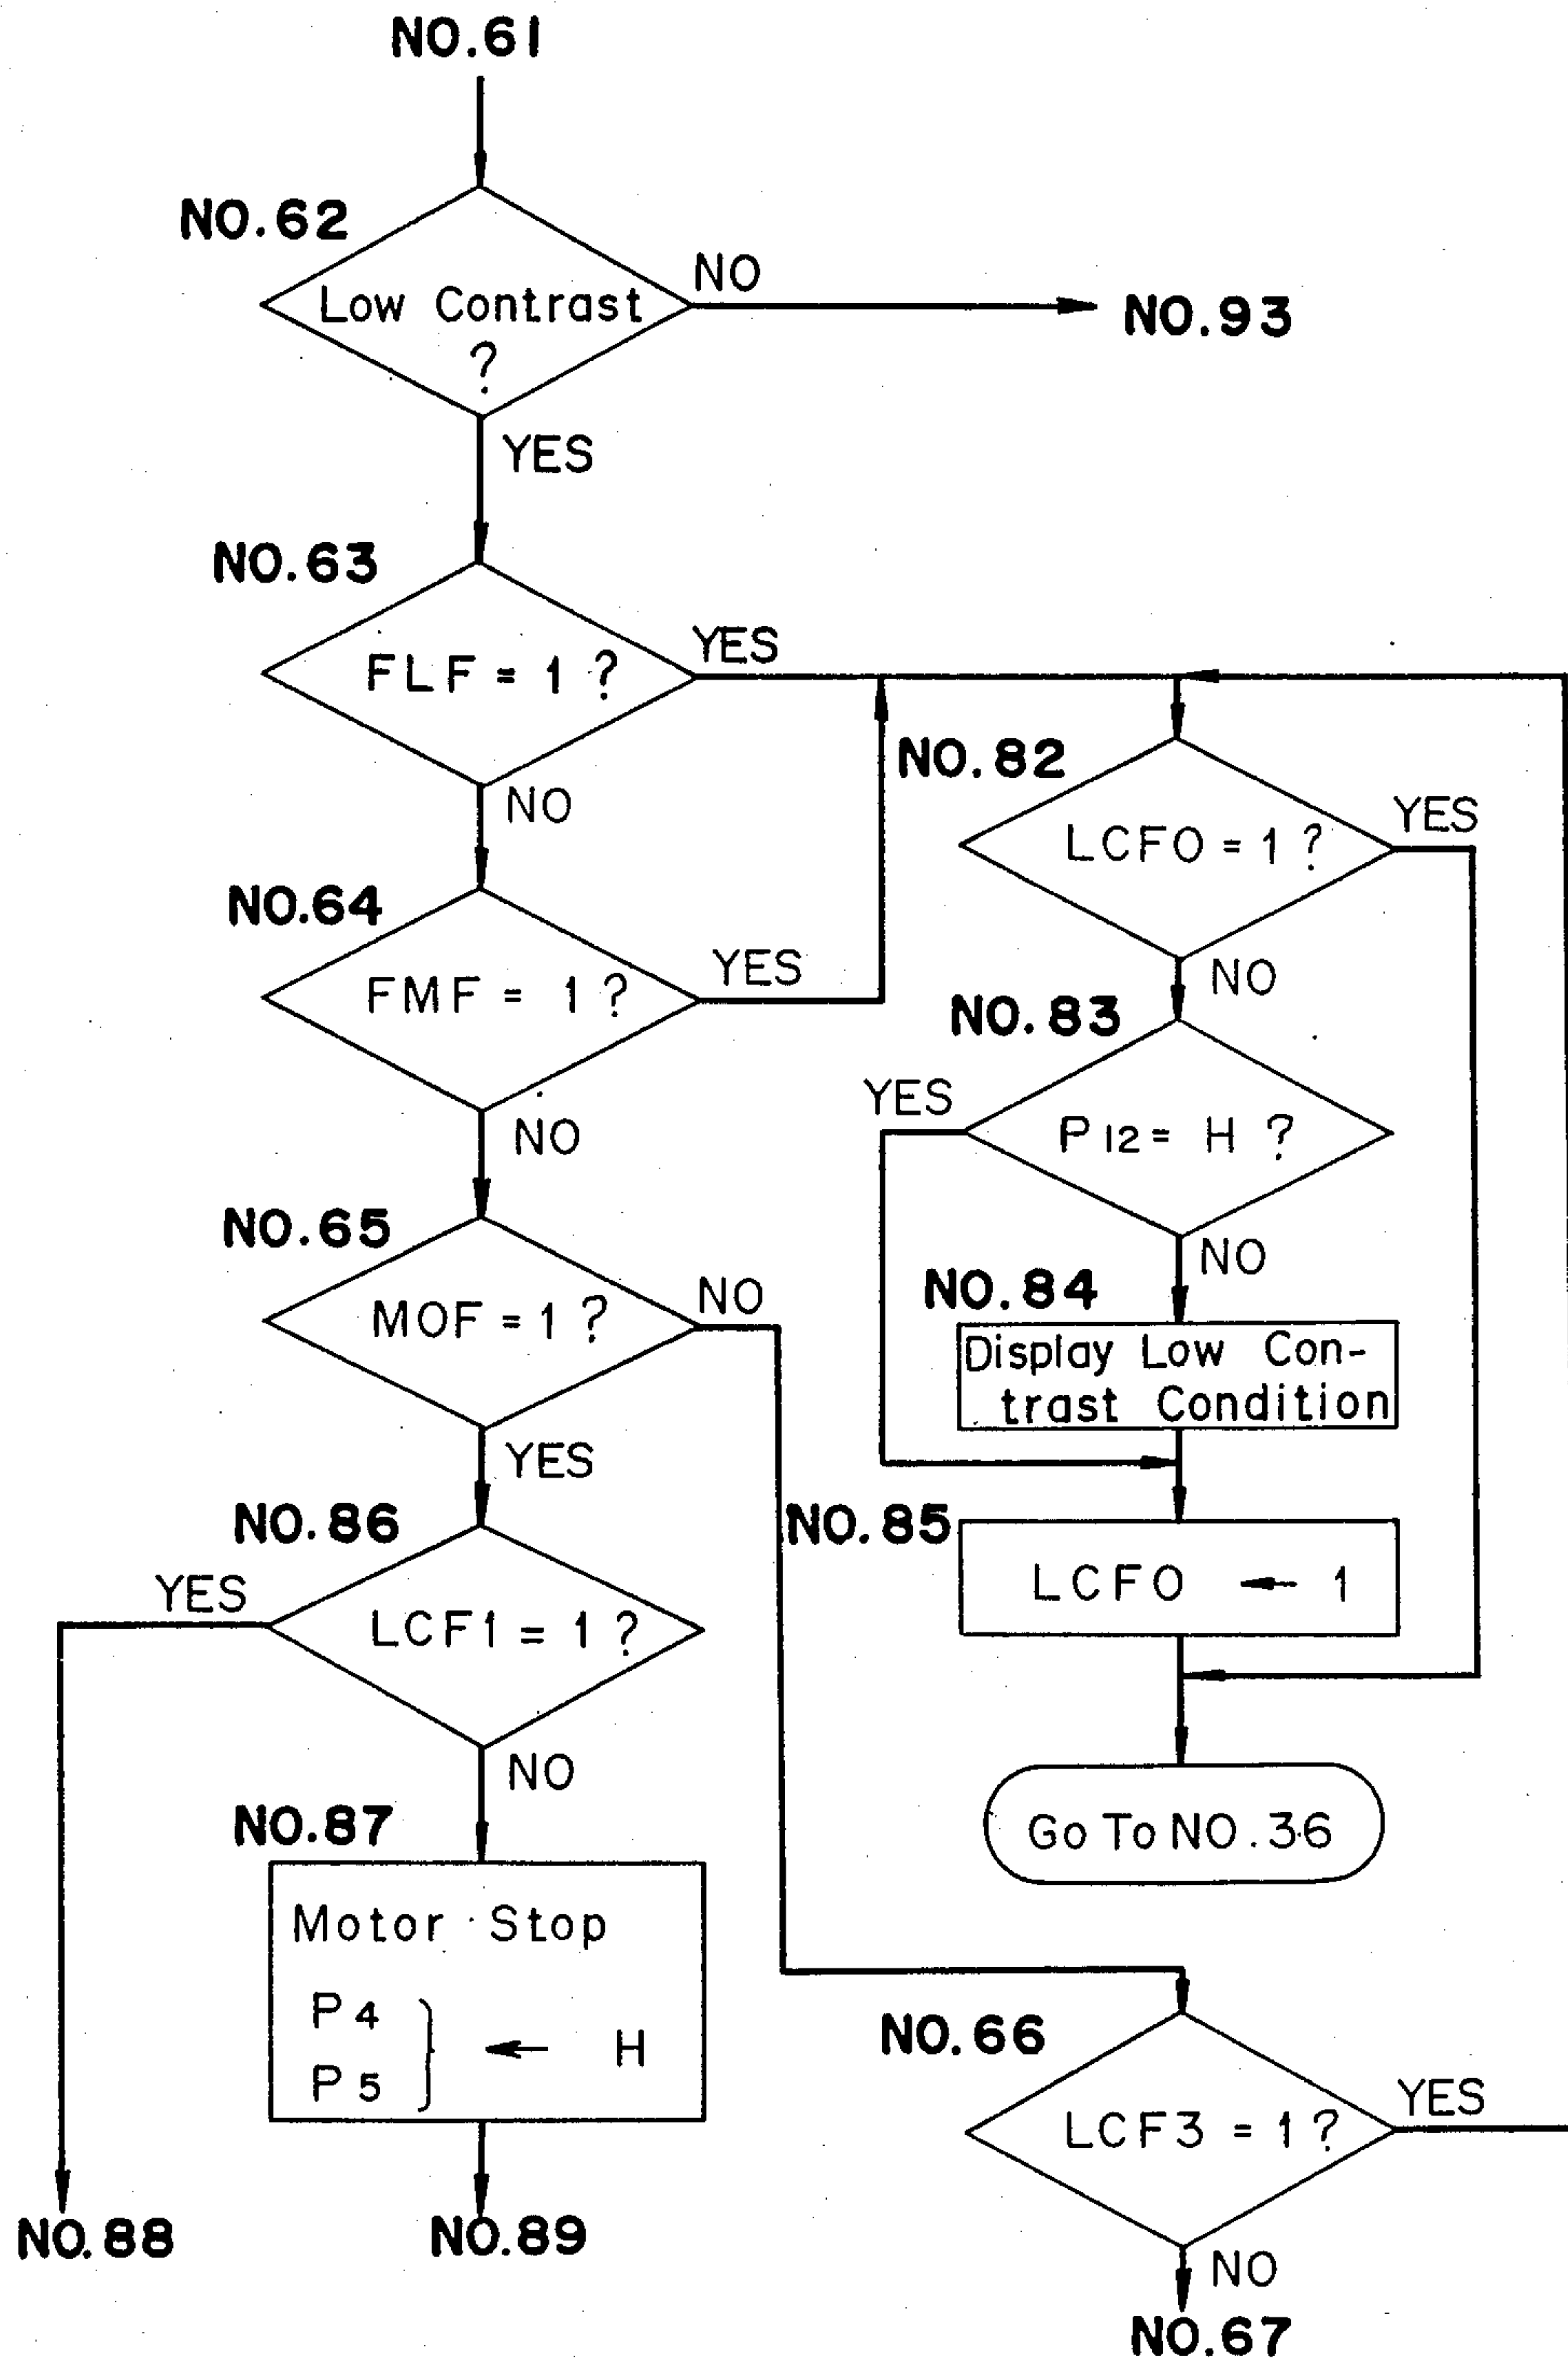 NO.61
NO.62
Low Contrast
?
NO
NO.93
YES
NO.63
FLF = 1 ?
YES
NO
NO.64
FMF = 1 ?
YES
NO
NO.82
LCF0 = 1 ?
YES
NO
NO.83
YES
P12 = H ?
NO
NO.84
Display Low Con-
trast Condition
NO.85
LCF0 ← 1
Go To NO.36
NO.65
MOF = 1 ?
NO
YES
NO.86
YES
LCF1 = 1 ?
NO
NO.87
Motor Stop
P4
P5
} ← H
NO.88
NO.89
NO.66
LCF3 = 1 ?
YES
NO
NO.67